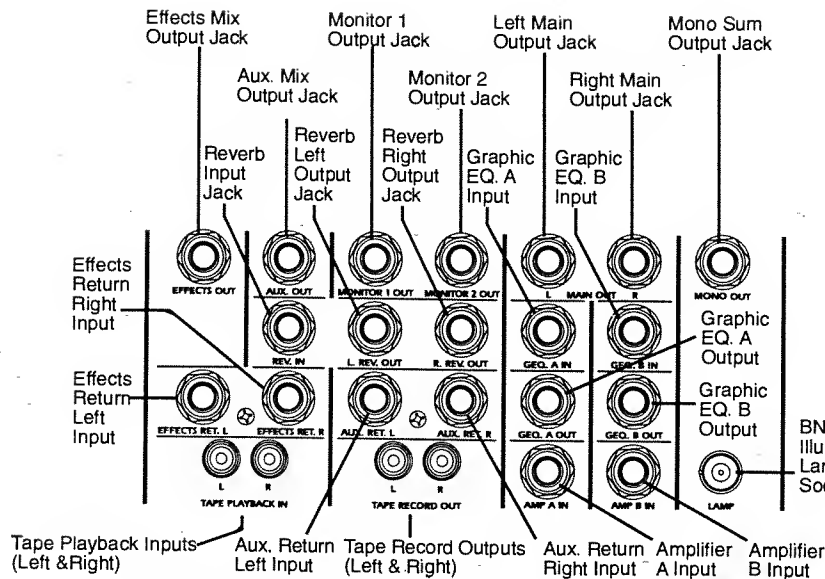 Effects Mix
Output Jack
Monitor 1
Output Jack
Left Main
Output Jack
Mono Sum
Output Jack
Aux. Mix
Output Jack
Monitor 2
Output Jack
Right Main
Output Jack
Reverb
Input
Jack
Reverb
Left
Output
Jack
Reverb
Right
Output
Jack
Graphic
EQ. A
Input
Graphic
EQ. B
Input
Effects
Return
Right
Input
EFFECTS OUT
AUX. OUT
MONITOR 1 OUT
MONITOR 2 OUT
L MAIN OUT R
MONO OUT
REV. IN
L. REV. OUT
R. REV. OUT
GEQ. A IN
GEQ. B IN
Graphic
EQ. A
Output
Effects
Return
Left
Input
EFFECTS RET. L
EFFECTS RET. R
AUX. RET. L
AUX. RET. R
GEQ. A OUT
GEQ. B OUT
Graphic
EQ. B
Output
L R
TAPE PLAYBACK IN
L R
TAPE RECORD OUT
AMP A IN
AMP B IN
LAMP
BN
Illu
Lar
So
Tape Playback Inputs
(Left &Right)
Aux. Return
Left Input
Tape Record Outputs
(Left & Right)
Aux. Return
Right Input
Amplifier
A Input
Amplifier
B Input